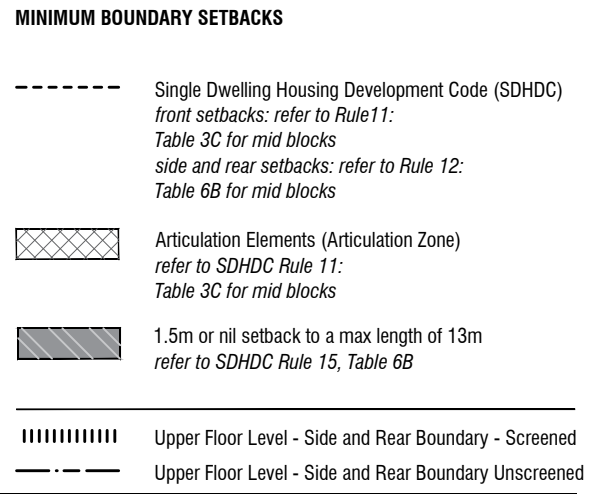 MINIMUM BOUNDARY SETBACKS
Single Dwelling Housing Development Code (SDHDC)
front setbacks: refer to Rule11:
Table 3C for mid blocks
side and rear setbacks: refer to Rule 12:
Table 6B for mid blocks
Articulation Elements (Articulation Zone)
refer to SDHDC Rule 11:
Table 3C for mid blocks
1.5m or nil setback to a max length of 13m
refer to SDHDC Rule 15, Table 6B
Upper Floor Level - Side and Rear Boundary - Screened
Upper Floor Level - Side and Rear Boundary Unscreened